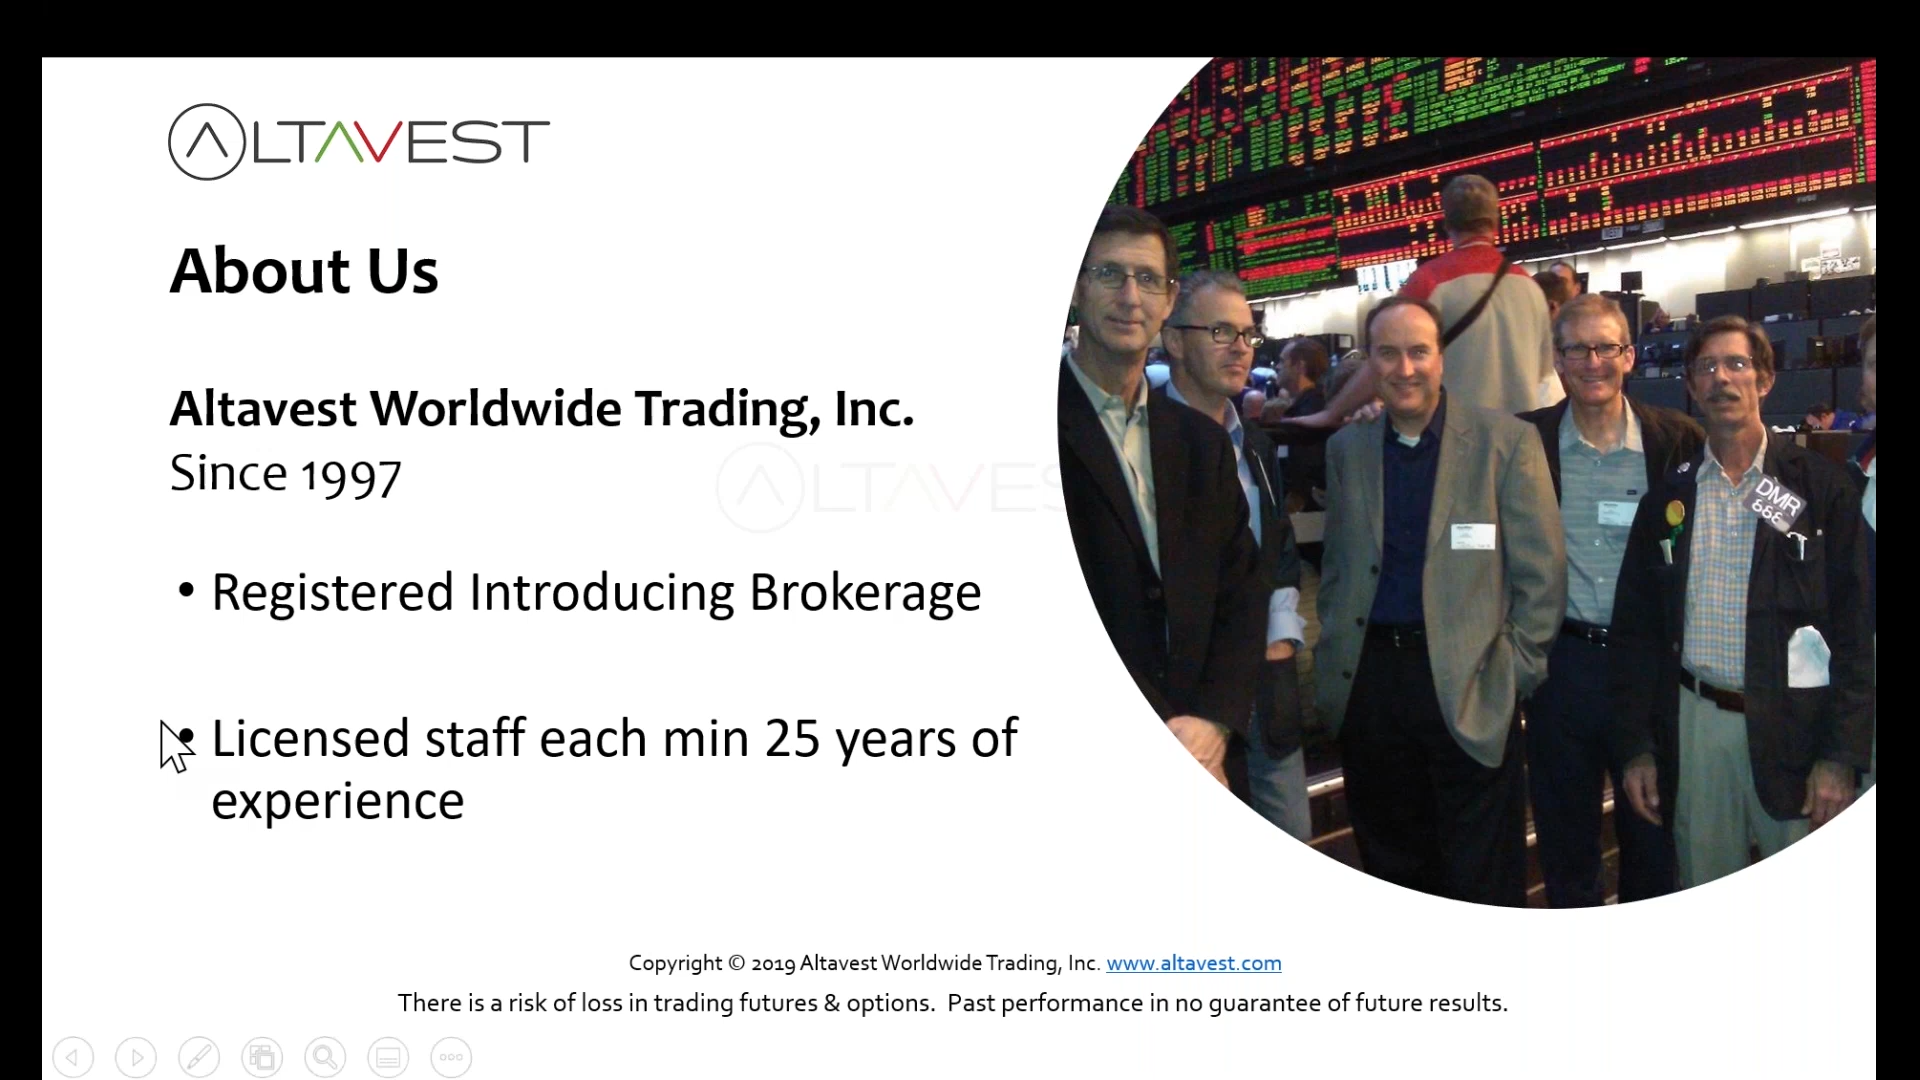 ALTAVEST
About Us
Altavest Worldwide Trading, Inc.
Since 1997
ALTAVEST
• Registered Introducing Brokerage
• Licensed staff each min 25 years of
experience
DMR
Copyright © 2019 Altavest Worldwide Trading, Inc. www.altavest.com
There is a risk of loss in trading futures & options. Past performance in no guarantee of future results.